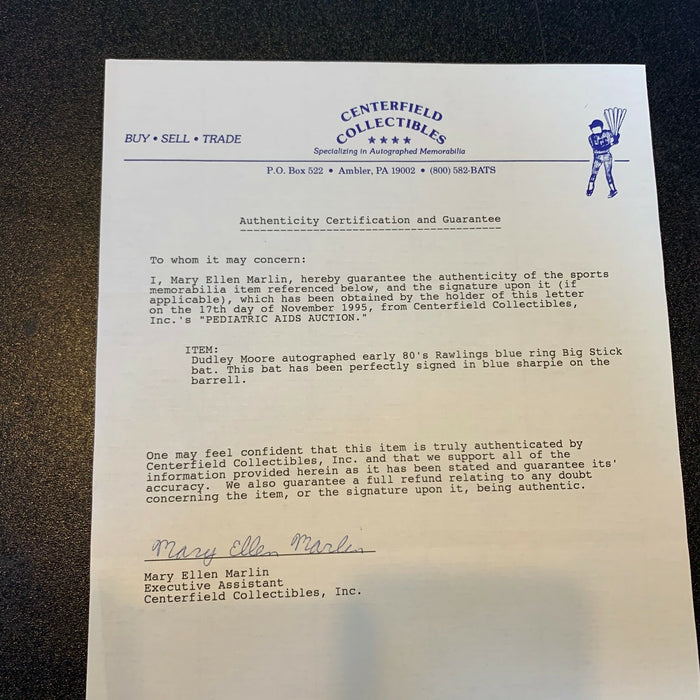 BUY • SELL • TRADE
CENTERFIELD
COLLECTIBLES
Specializing in Autographed Memorabilia
P.O. Box 522 • Ambler, PA 19002 • (800) 582-BATS
Authenticity Certification and Guarantee
To whom it may concern:
I, Mary Ellen Marlin, hereby guarantee the authenticity of the sports
memorabilia item referenced below, and the signature upon it (if
applicable), which has been obtained by the holder of this letter
on the 17th day of November 1995, from Centerfield Collectibles,
Inc.'s "PEDIATRIC AIDS AUCTION."
ITEM:
Dudley Moore autographed early 80's Rawlings blue ring Big Stick
bat. This bat has been perfectly signed in blue sharpie on the
barrell.
One may feel confident that this item is truly authenticated by
Centerfield Collectibles, Inc. and that we support all of the
information provided herein as it has been stated and guarantee its'
accuracy. We also guarantee a full refund relating to any doubt
concerning the item, or the signature upon it, being authentic.
Mary Ellen Marlin
Mary Ellen Marlin
Executive Assistant
Centerfield Collectibles, Inc.